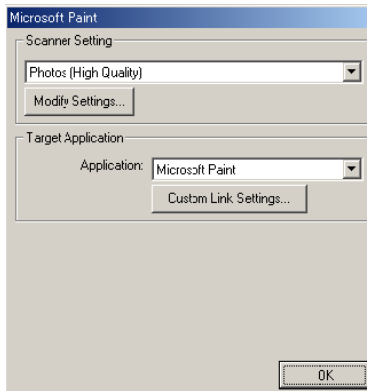 Microsoft Paint
Scanner Setting
Photos (High Quality)
Modify Settings...
Target Application
Application: Microsoft Paint
Custom Link Settings...
OK